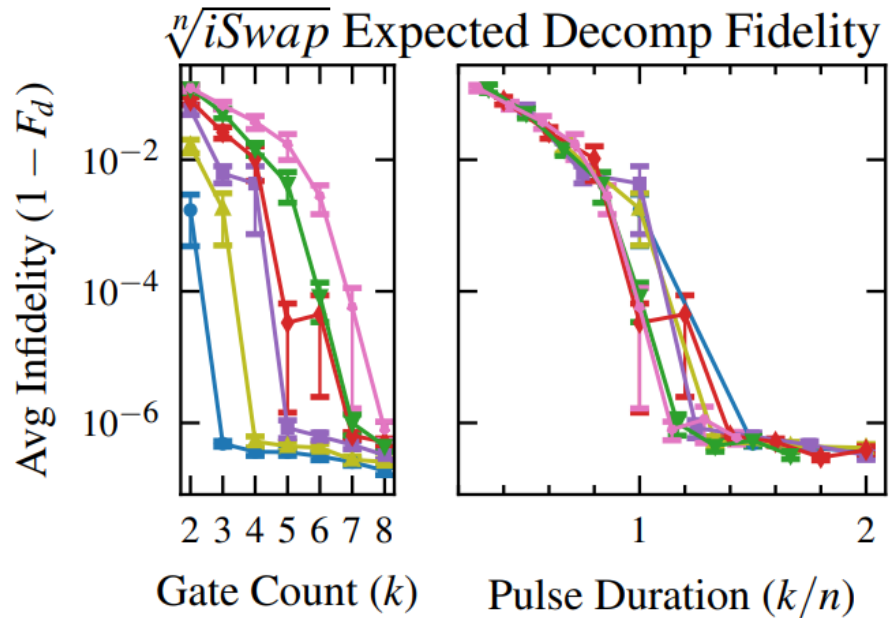 $\sqrt[n]{iSwap}$ Expected Decomp Fidelity
Avg Infidelity $(1 - F_d)$
$10^{-2}$
$10^{-4}$
$10^{-6}$
2 3 4 5 6 7 8
1 2
Gate Count $(k)$
Pulse Duration $(k/n)$